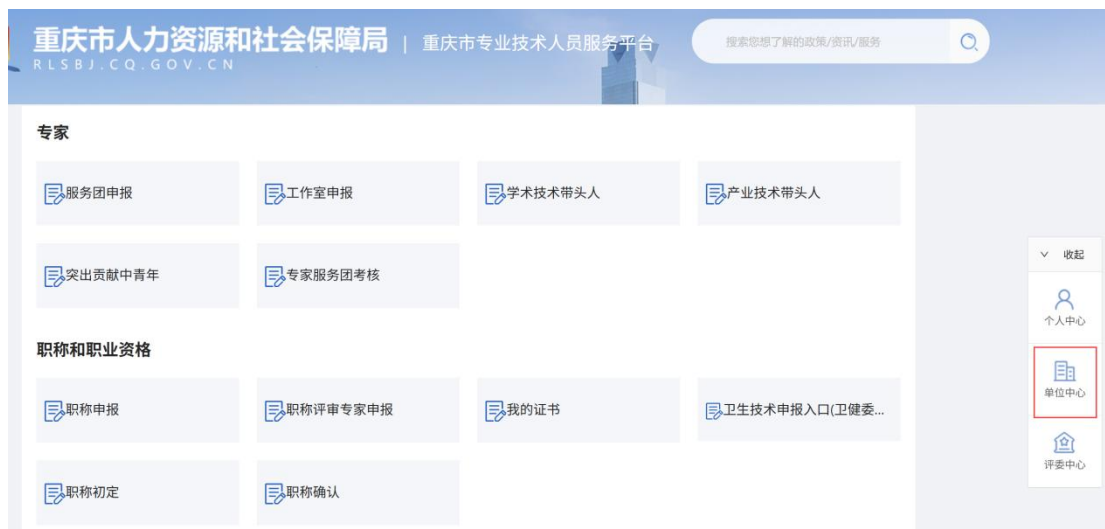 重庆市人力资源和社会保障局 | 重庆市专业技术人员服务平台
RLSBJ.CQ.GOV.CN
搜索您想了解的政策/资讯/服务
专家
服务团申报
工作室申报
学术技术带头人
产业技术带头人
突出贡献中青年
专家服务团考核
职称和职业资格
职称申报
职称评审专家申报
我的证书
卫生技术申报入口(卫健委...
职称初定
职称确认
收起
个人中心
单位中心
评委中心